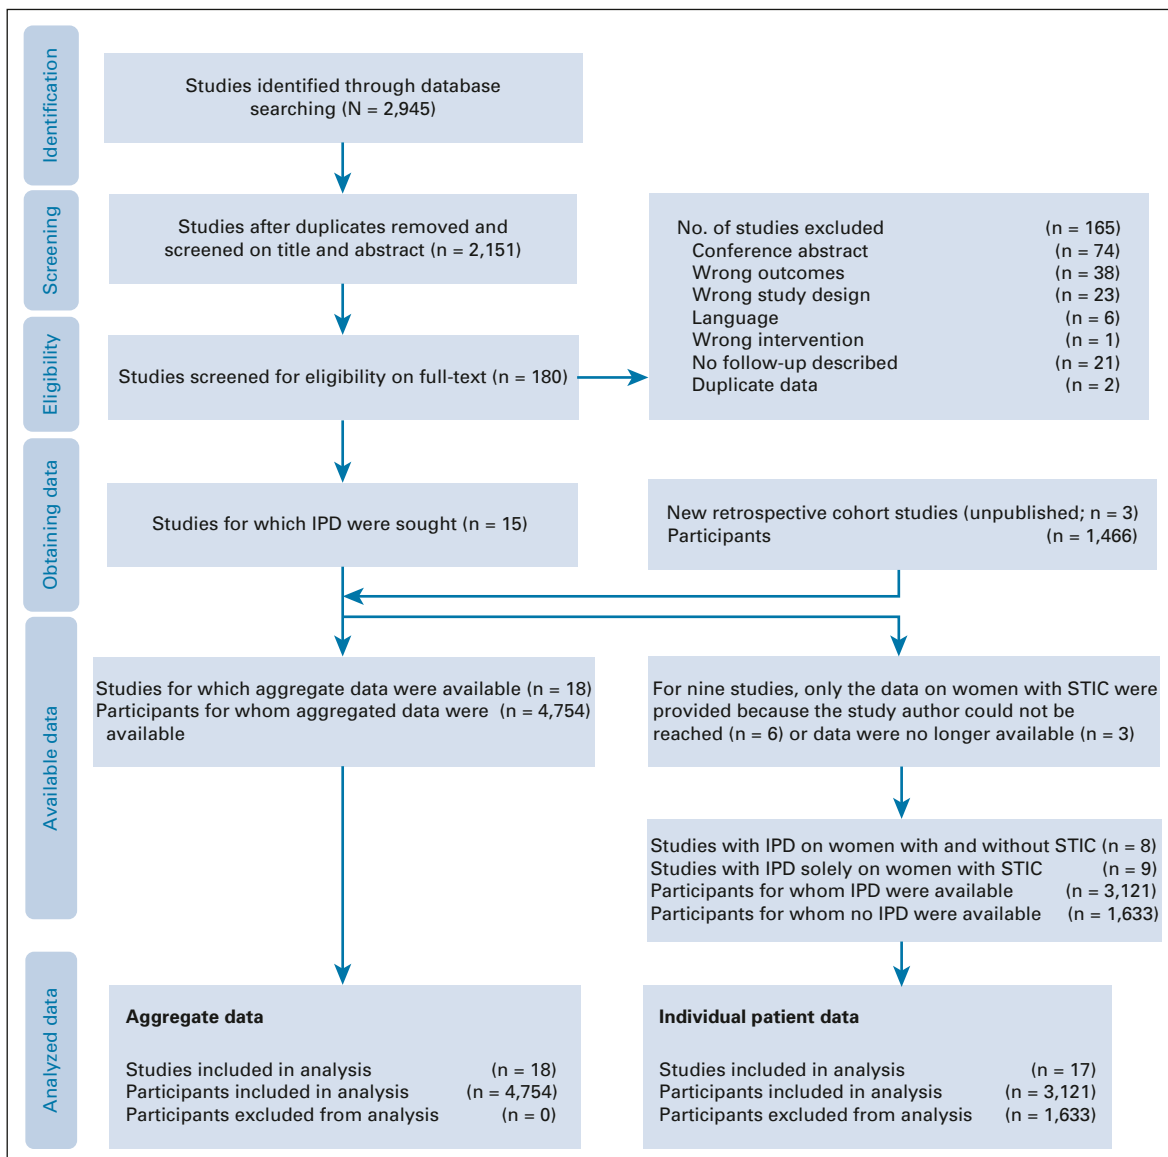 Identification
Studies identified through database
searching (N = 2,945)
Screening
Studies after duplicates removed and
screened on title and abstract (n = 2,151)
No. of studies excluded (n = 165)
Conference abstract (n = 74)
Wrong outcomes (n = 38)
Wrong study design (n = 23)
Language (n = 6)
Wrong intervention (n = 1)
No follow-up described (n = 21)
Duplicate data (n = 2)
Eligibility
Studies screened for eligibility on full-text (n = 180)
Obtaining data
Studies for which IPD were sought (n = 15)
New retrospective cohort studies (unpublished; n = 3)
Participants (n = 1,466)
Available data
Studies for which aggregate data were available (n = 18)
Participants for whom aggregated data were (n = 4,754)
available
For nine studies, only the data on women with STIC were
provided because the study author could not be
reached (n = 6) or data were no longer available (n = 3)
Studies with IPD on women with and without STIC (n = 8)
Studies with IPD solely on women with STIC (n = 9)
Participants for whom IPD were available (n = 3,121)
Participants for whom no IPD were available (n = 1,633)
Analyzed data
Aggregate data
Studies included in analysis (n = 18)
Participants included in analysis (n = 4,754)
Participants excluded from analysis (n = 0)
Individual patient data
Studies included in analysis (n = 17)
Participants included in analysis (n = 3,121)
Participants excluded from analysis (n = 1,633)